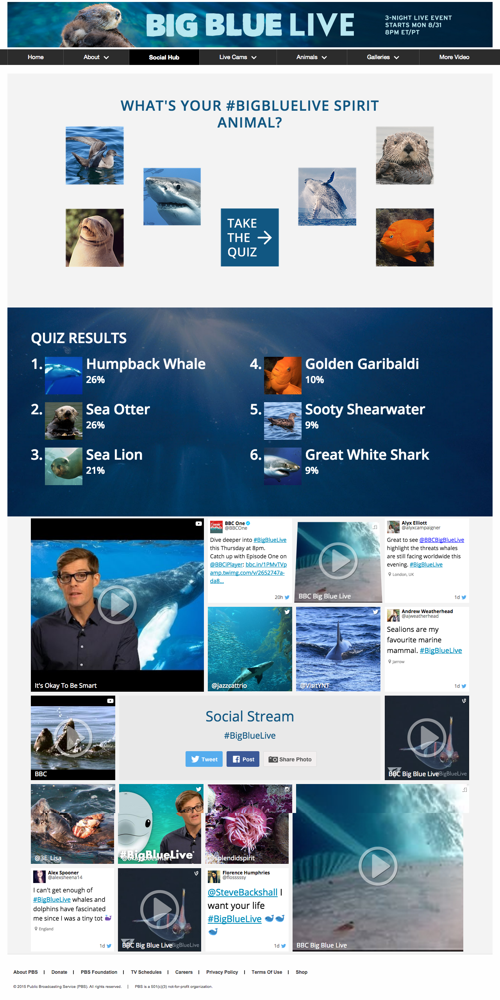 BIG BLUE LIVE
3-NIGHT LIVE EVENT
STARTS MON 8/31
8PM ET/PT
Home
About
Social Hub
Live Cams
Animals
Galleries
More Video
WHAT'S YOUR #BIGBLUELIVE SPIRIT
ANIMAL?
TAKE
THE
QUIZ
QUIZ RESULTS
1. Humpback Whale
26%
2. Sea Otter
26%
3. Sea Lion
21%
4. Golden Garibaldi
10%
5. Sooty Shearwater
9%
6. Great White Shark
9%
It's Okay To Be Smart
one
BBC One
@BBCOne
Dive deeper into #BigBlueLive
this Thursday at 8pm.
Catch up with Episode One on
@BBCiPlayer: bbc.in/1PMvTVp
amp.twimg.com/v/2652747a-
da8...
20h
BBC Big Blue Live
Alyx Elliott
@alyxcampaigner
Great to see @BBCBigBlueLive
highlight the threats whales
are still facing worldwide this
evening. #BigBlueLive
London, UK
1d
@jazzcattrio
@VisitYNT
Andrew Weatherhead
@ajweatherhead
Sealions are my
favourite marine
mammal. #BigBlueLive
Jarrow
1d
BBC
Social Stream
#BigBlueLive
Tweet
Post
Share Photo
BBC Big Blue Live
#BigBlueLive
@3E_Lisa
#BigBlueLive
@okaytobesmart
@splendidspirit
Alex Spooner
@alexsheena14
I can't get enough of
#BigBlueLive whales and
dolphins have fascinated
me since I was a tiny tot
England
1d
BBC Big Blue Live
#BigBlueLive
Florence Humphries
@flosssssy
@SteveBackshall I
want your life
#BigBlueLive
1d
BBC Big Blue Live
About PBS | Donate | PBS Foundation | TV Schedules | Careers | Privacy Policy | Terms Of Use | Shop
© 2015 Public Broadcasting Service (PBS). All rights reserved. | PBS is a 501(c)(3) not-for-profit organization.